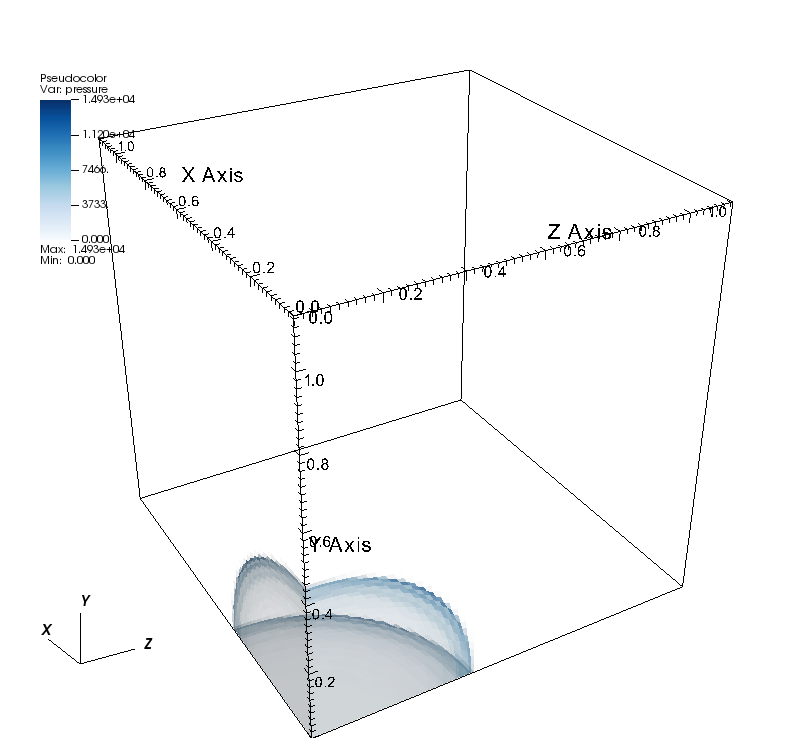 Pseudocolor
Var: pressure
1.493e+04
1.120e+04
7466.
3733.
0.000
Max: 1.493e+04
Min: 0.000
1.0
0.8
X Axis
0.6
0.4
0.2
0.0
0.0
0.2
0.4
0.6
Z Axis
0.8
1.0
1.0
0.8
0.6
Y Axis
0.4
0.2
Y
X
Z